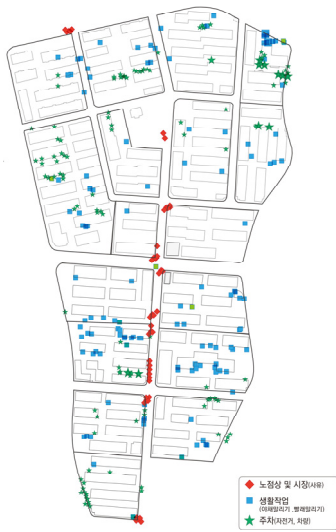 노점상 및 시장(사유)
생활작업
(야채말리기 ,빨래말리기)
주차(자전거, 차량)